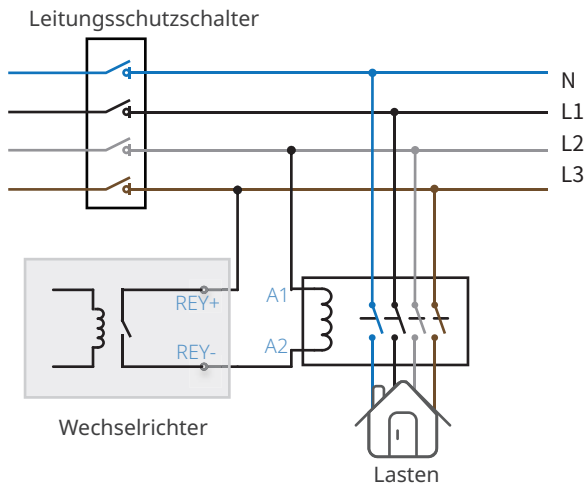 Leitungsschutzschalter
N
L1
L2
L3
REY+
A1
REY-
A2
Wechselrichter
Lasten